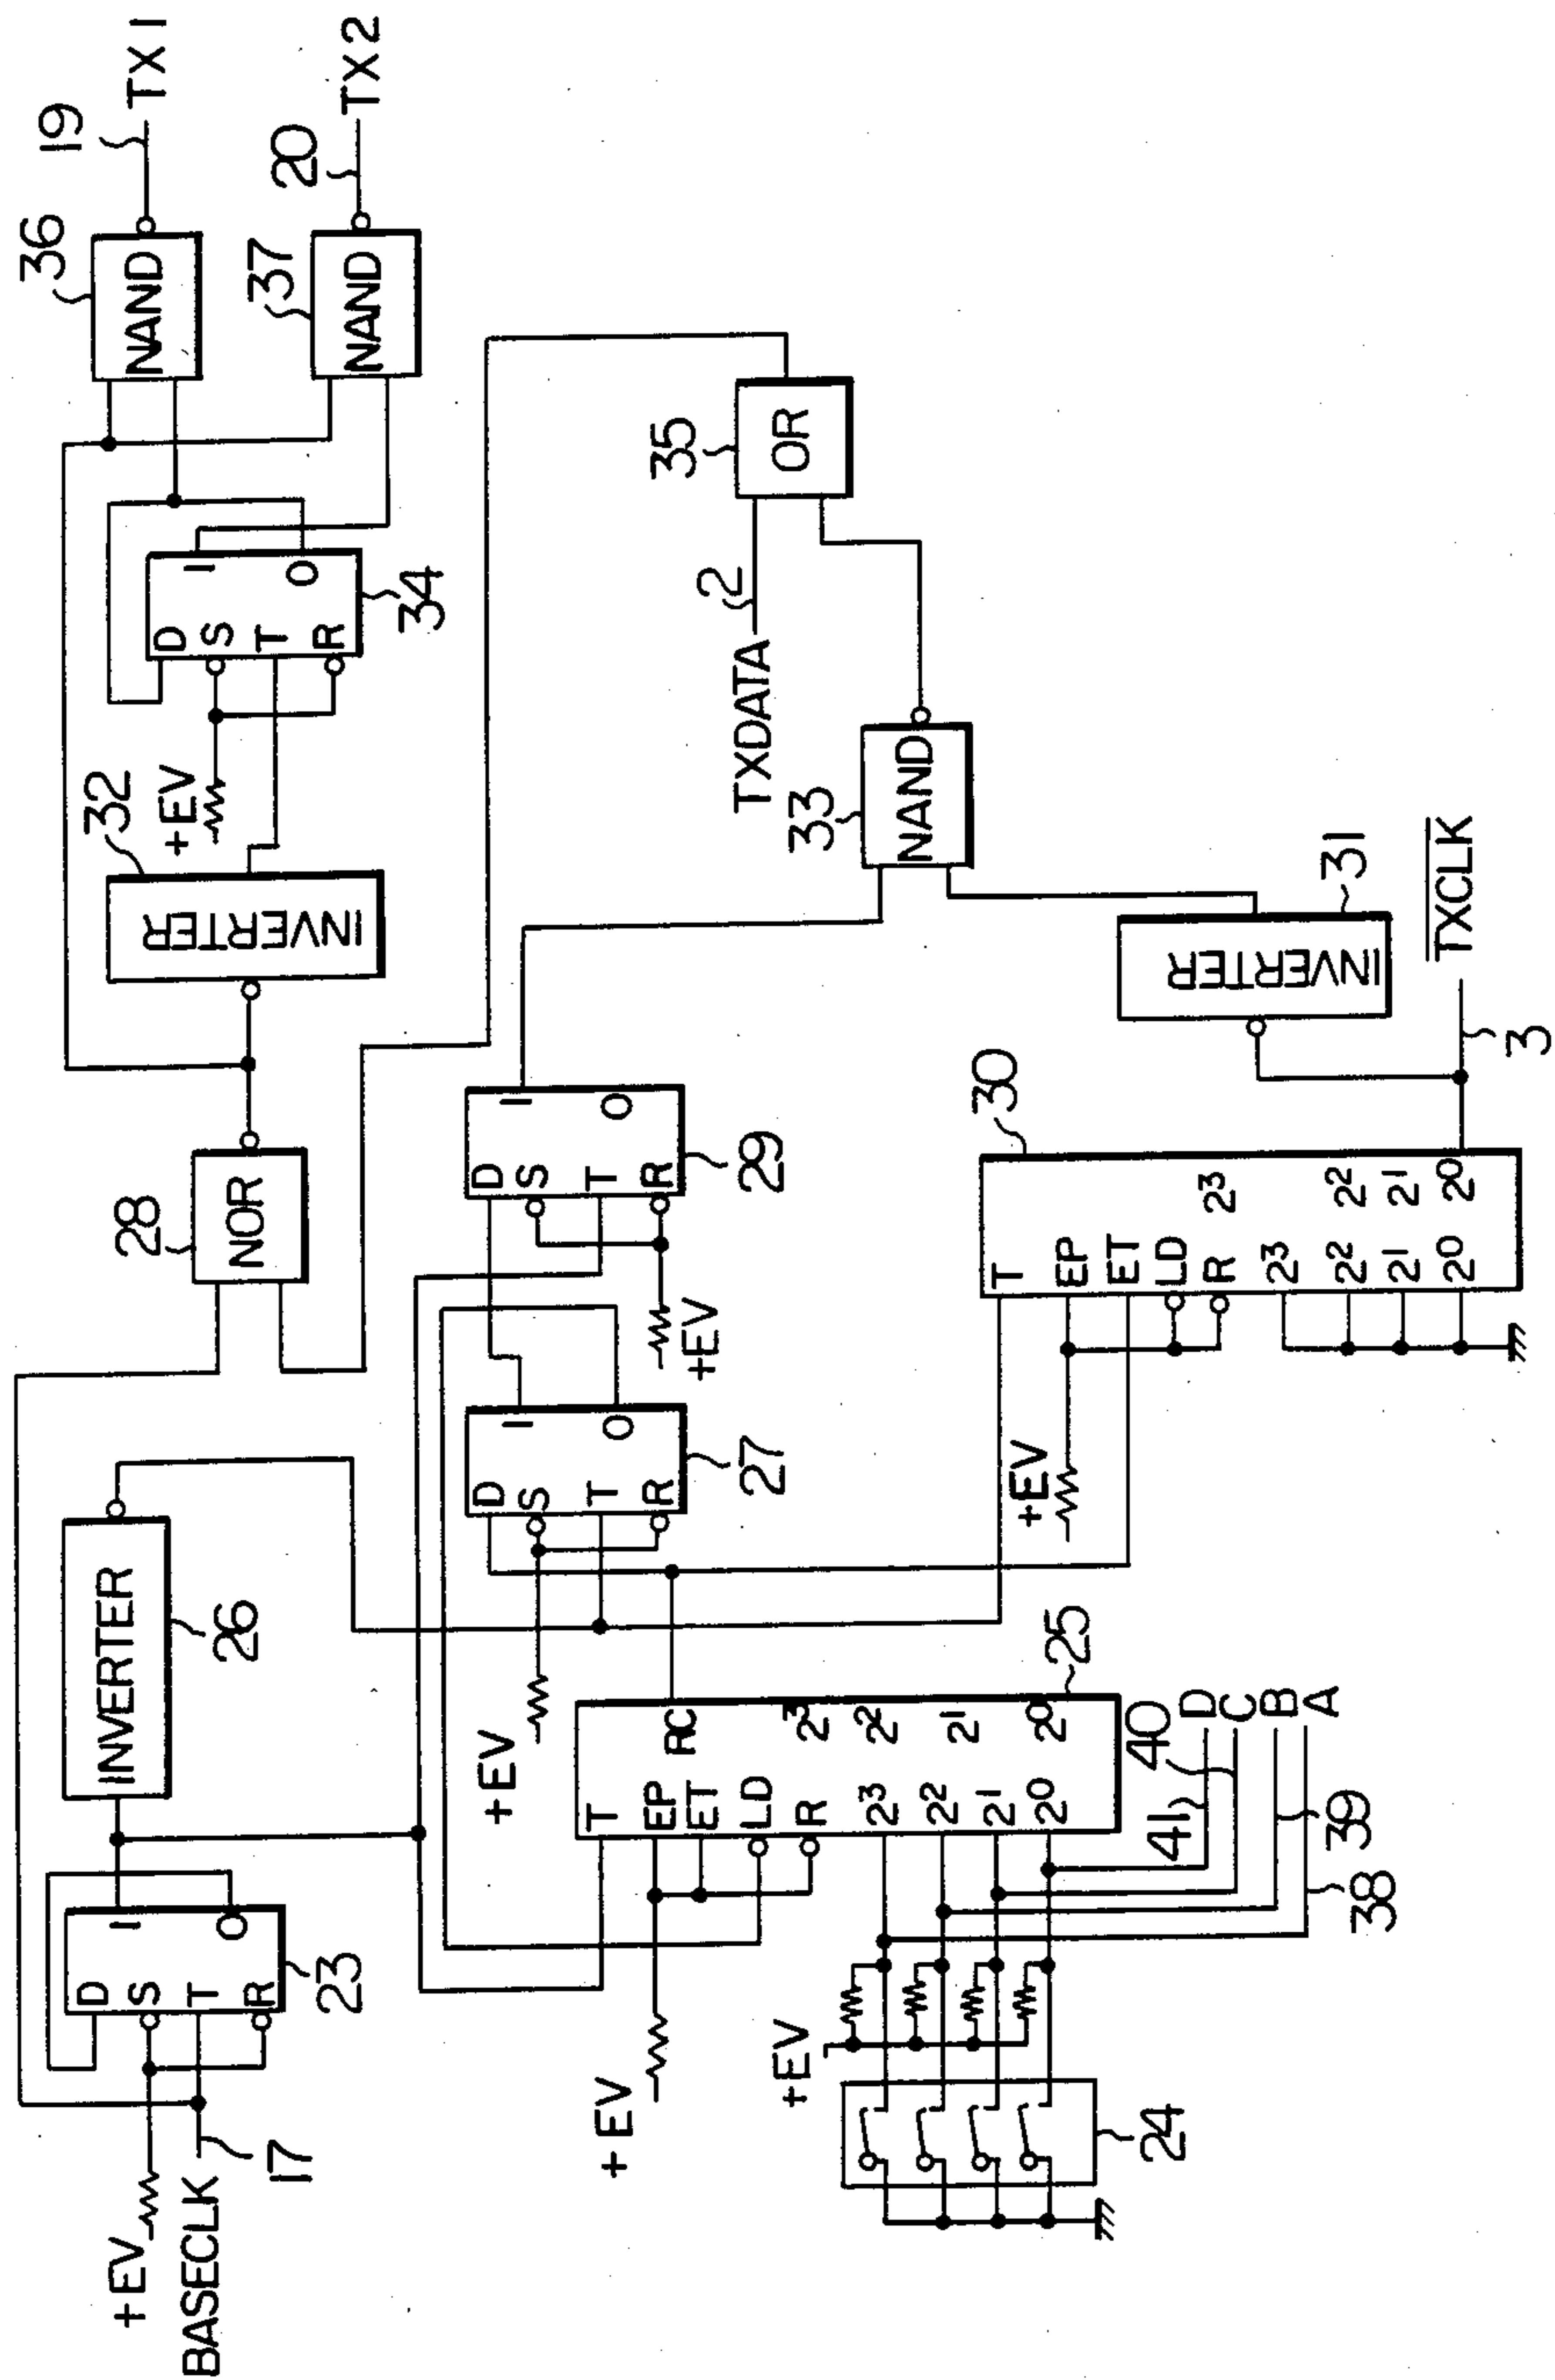 +EV
BASECLK
17
D
S
T
R
1
0
23
INVERTER
26
NOR
28
INVERTER
32
+EV
D
S
T
R
1
0
34
NAND
36
19
TX1
NAND
37
20
TX2
+EV
T
EP
ET
LD
R
RC
2³
2²
2¹
2⁰
2³
2²
2¹
2⁰
25
+EV
24
A
B
C
D
38
39
40
41
+EV
D
S
T
R
1
0
27
D
S
T
R
1
0
29
+EV
+EV
T
EP
ET
LD
R
2³
2²
2¹
2⁰
2³
2²
2¹
2⁰
30
3
TXCLK
INVERTER
31
NAND
33
TXDATA
2
OR
35